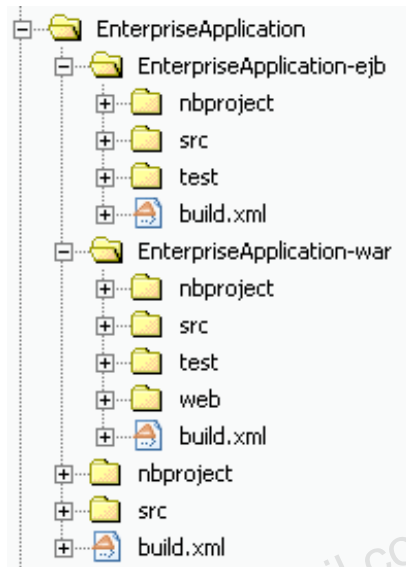 EnterpriseApplication
EnterpriseApplication-ejb
nbproject
src
test
build.xml
EnterpriseApplication-war
nbproject
src
test
web
build.xml
nbproject
src
build.xml